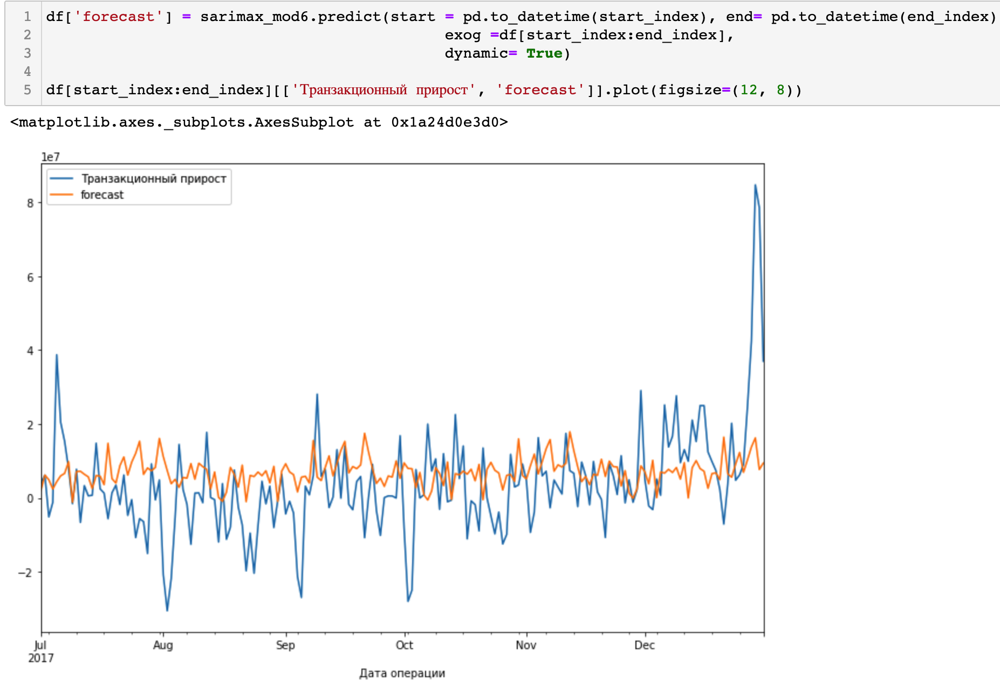 1 df['forecast'] = sarimax_mod6.predict(start = pd.to_datetime(start_index), end= pd.to_datetime(end_index)
2 exog =df[start_index:end_index],
3 dynamic= True)
4
5 df[start_index:end_index][['Транзакционный прирост', 'forecast']].plot(figsize=(12, 8))
<matplotlib.axes._subplots.AxesSubplot at 0x1a24d0e3d0>
1e7
Транзакционный прирост
forecast
8
6
4
2
0
−2
Jul Aug Sep Oct Nov Dec
2017
Дата операции